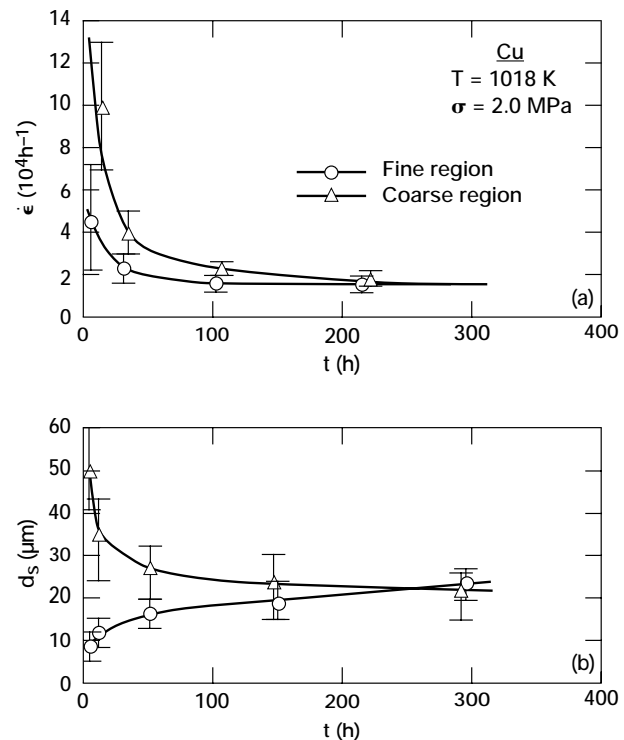 14
12
10
8
6
4
2
0
ε̇ (10⁴h–1)
Cu
T = 1018 K
σ = 2.0 MPa
Fine region
Coarse region
(a)
0 100 200 300 400
t (h)
60
50
40
30
20
10
0
dₛ (µm)
(b)
0 100 200 300 400
t (h)